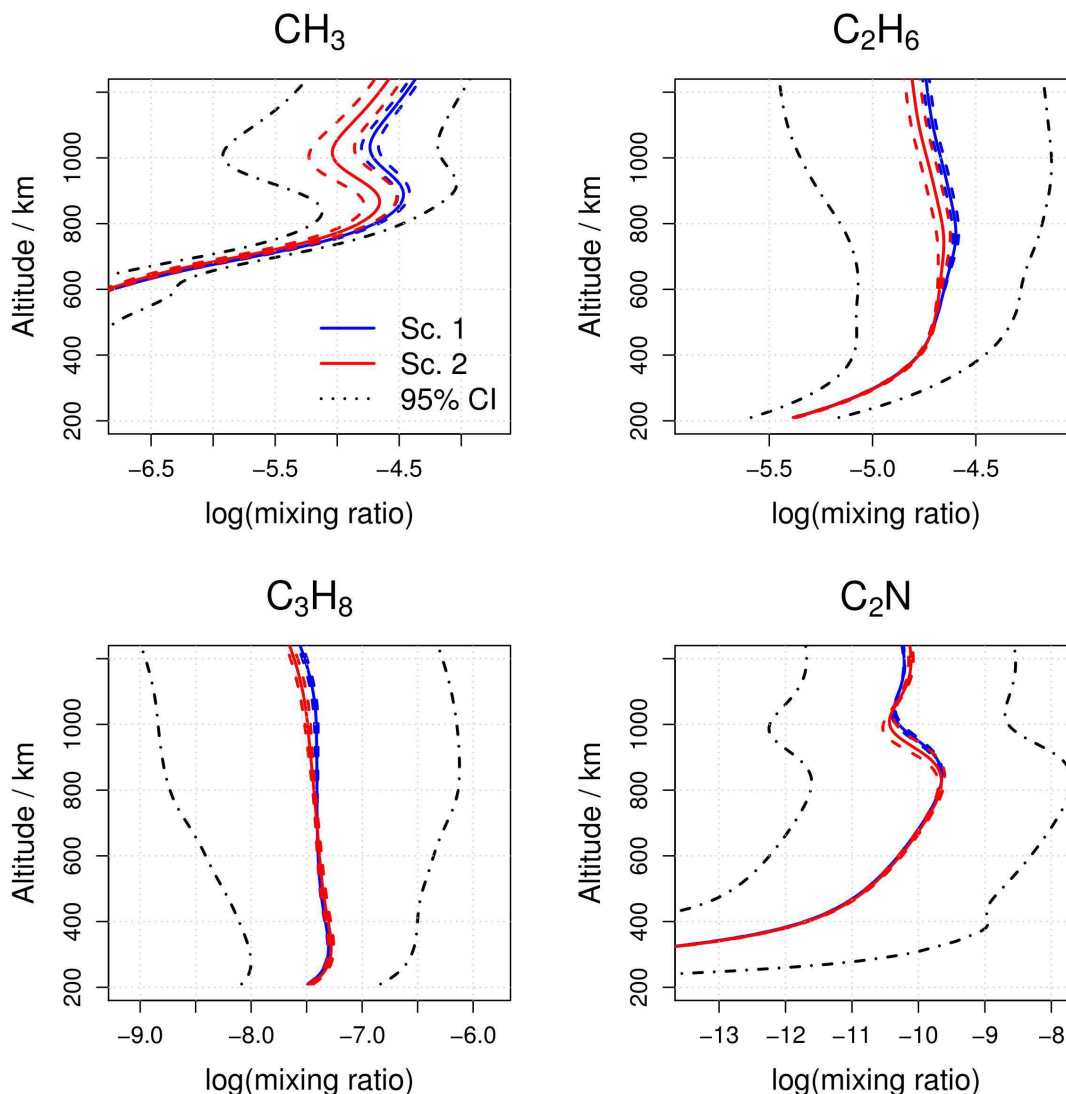 CH₃
Altitude / km
200 400 600 800 1000
Sc. 1
Sc. 2
95% CI
−6.5 −5.5 −4.5
log(mixing ratio)
C₂H₆
Altitude / km
200 400 600 800 1000
−5.5 −5.0 −4.5
log(mixing ratio)
C₃H₈
Altitude / km
200 400 600 800 1000
−9.0 −8.0 −7.0 −6.0
log(mixing ratio)
C₂N
Altitude / km
200 400 600 800 1000
−13 −12 −11 −10 −9 −8
log(mixing ratio)